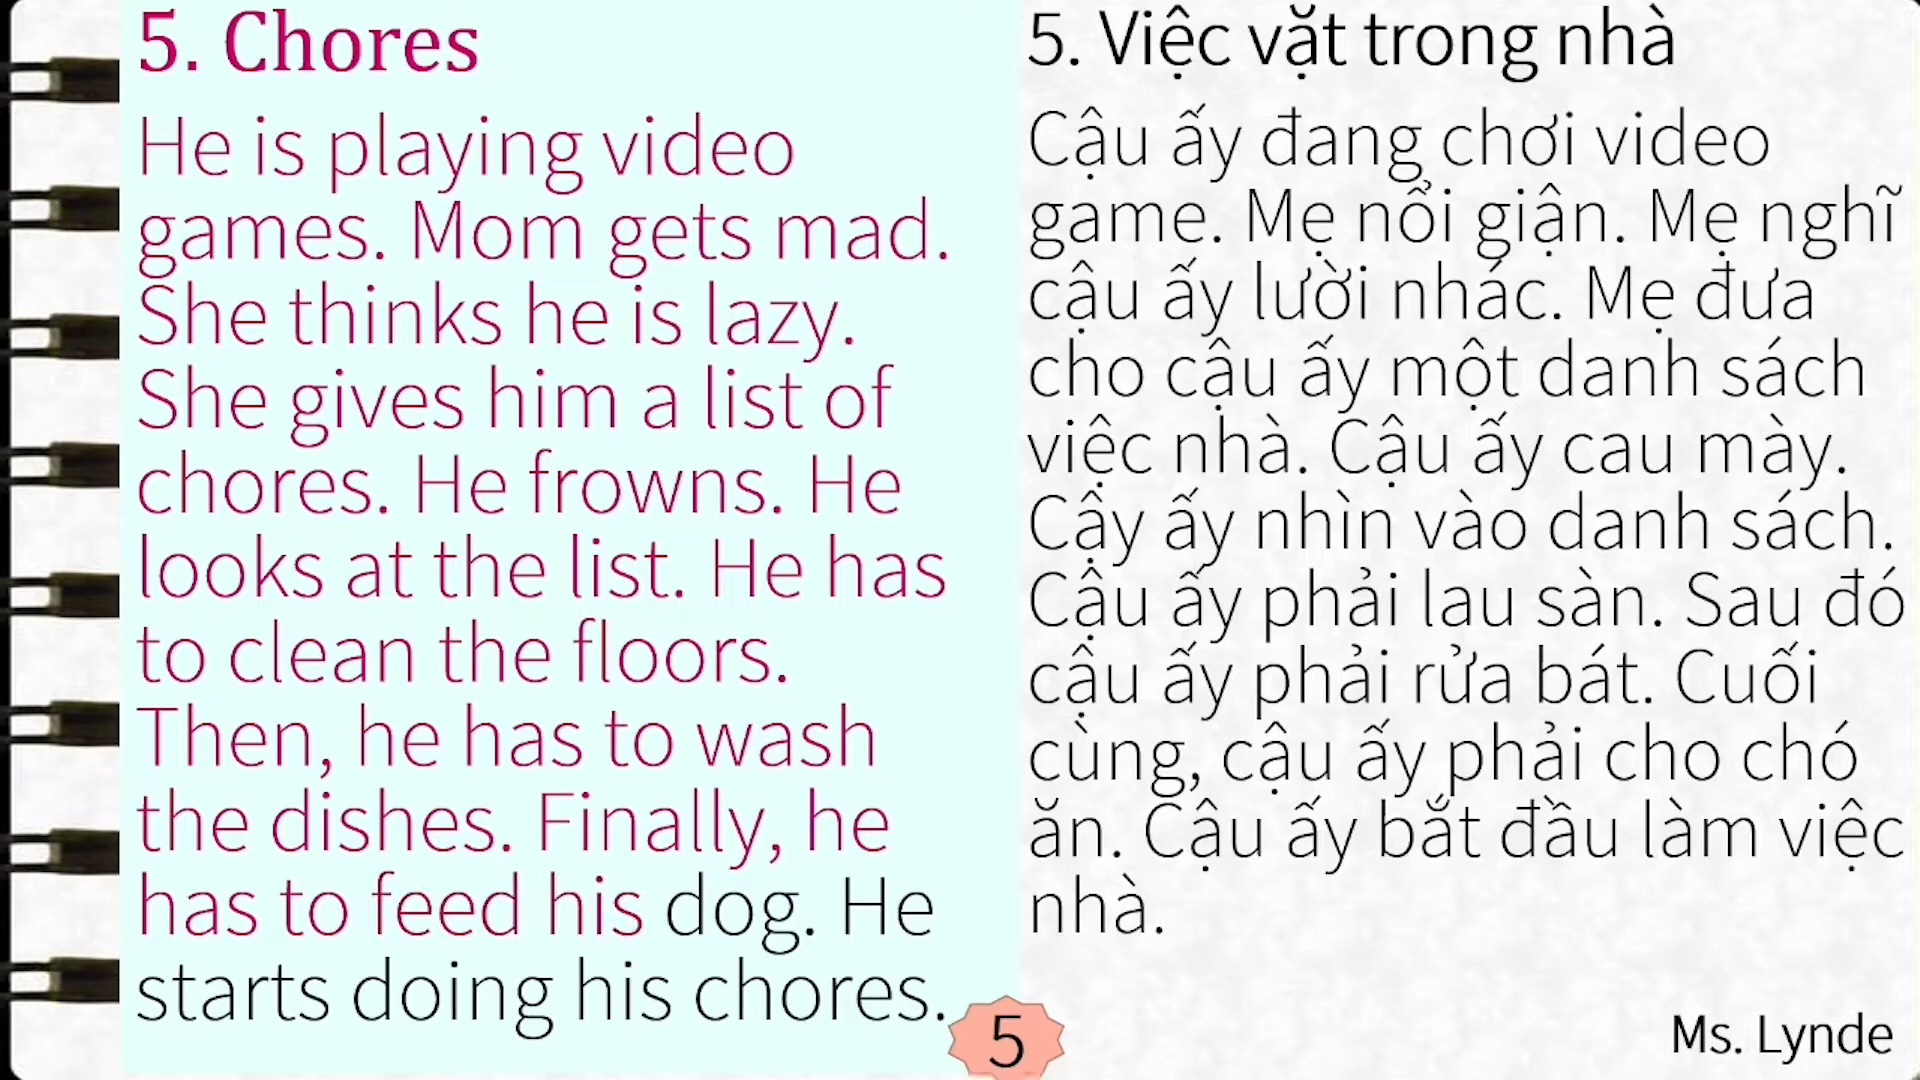 5. Chores
He is playing video
games. Mom gets mad.
She thinks he is lazy.
She gives him a list of
chores. He frowns. He
looks at the list. He has
to clean the floors.
Then, he has to wash
the dishes. Finally, he
has to feed his dog. He
starts doing his chores.
5. Việc vặt trong nhà
Cậu ấy đang chơi video
game. Mẹ nổi giận. Mẹ nghĩ
cậu ấy lười nhác. Mẹ đưa
cho cậu ấy một danh sách
việc nhà. Cậu ấy cau mày.
Cậy ấy nhìn vào danh sách.
Cậu ấy phải lau sàn. Sau đó
cậu ấy phải rửa bát. Cuối
cùng, cậu ấy phải cho chó
ăn. Cậu ấy bắt đầu làm việc
nhà.
5
Ms. Lynde